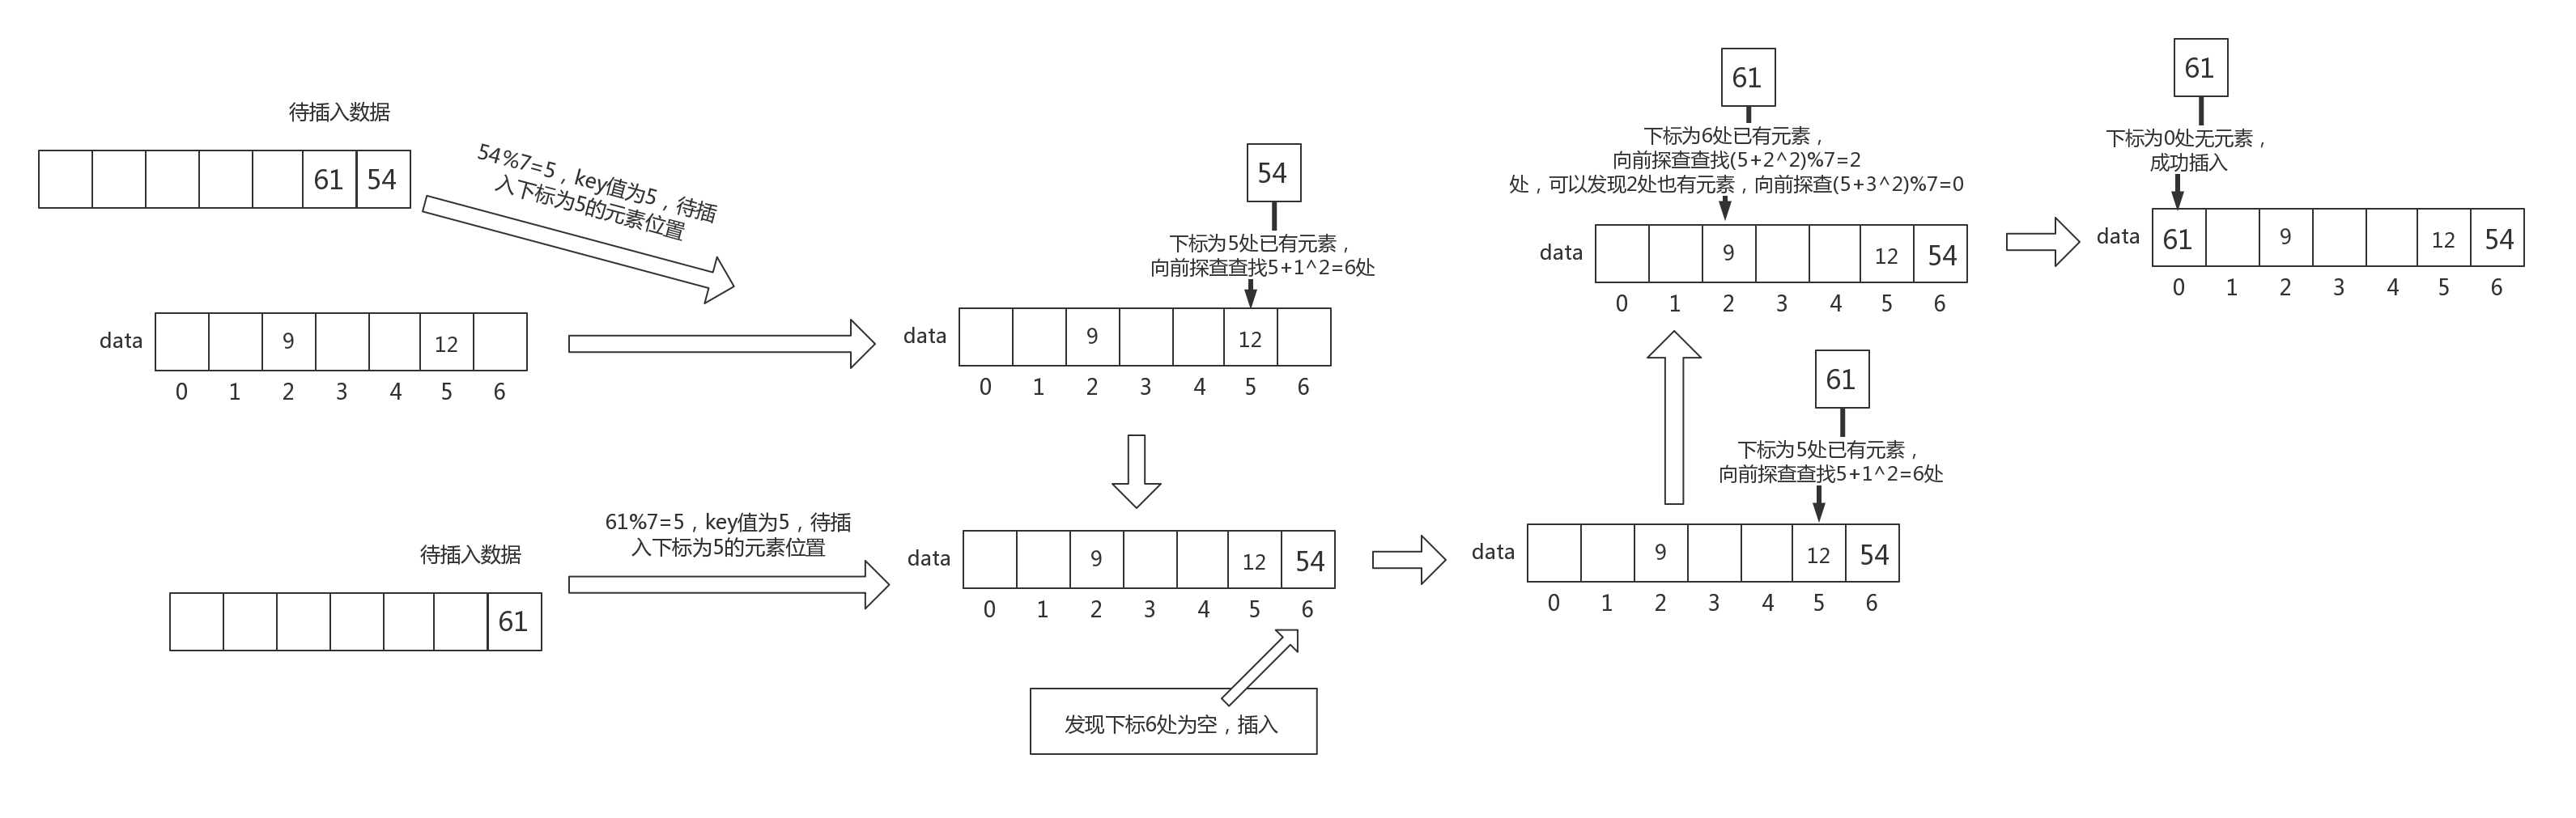 待插入数据
61 54
54%7=5，key值为5，待插
入下标为5的元素位置
data 9 12
0 1 2 3 4 5 6
54
下标为5处已有元素，
向前探查查找5+1^2=6处
data 9 12
0 1 2 3 4 5 6
待插入数据
61
61%7=5，key值为5，待插
入下标为5的元素位置
data 9 12 54
0 1 2 3 4 5 6
发现下标6处为空，插入
61
下标为5处已有元素，
向前探查查找5+1^2=6处
data 9 12 54
0 1 2 3 4 5 6
61
下标为6处已有元素，
向前探查查找(5+2^2)%7=2
处，可以发现2处也有元素，向前探查(5+3^2)%7=0
data 9 12 54
0 1 2 3 4 5 6
61
下标为0处无元素，
成功插入
data 61 9 12 54
0 1 2 3 4 5 6